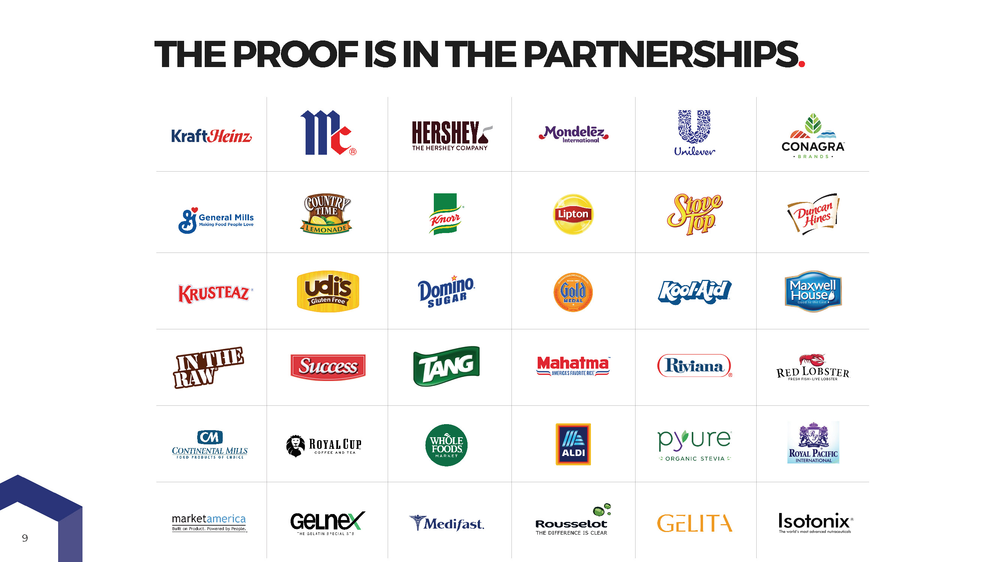 THE PROOF IS IN THE PARTNERSHIPS.
KraftHeinz
Mc®
HERSHEY
THE HERSHEY COMPANY
Mondelēz
International
Unilever
CONAGRA™
• BRANDS •
General Mills
Making Food People Love
COUNTRY
TIME
LEMONADE
Knorr®
Lipton
Stove
Top®
Duncan
Hines
KRUSTEAZ®
udi's
Gluten Free
Domino®
SUGAR
Gold
MEDAL
®
Kool-Aid
Maxwell
House
Good to the Last
IN THE
RAW®
Success
TANG
Mahatma™
AMERICA'S FAVORITE RICE
Riviana®
RED LOBSTER
FRESH FISH • LIVE LOBSTER
CM
CONTINENTAL MILLS
FOOD PRODUCTS OF CHOICE
ROYAL CUP
COFFEE AND TEA
WHOLE
FOODS
MARKET
ALDI
pyure
ORGANIC STEVIA
RP
ROYAL PACIFIC®
INTERNATIONAL
marketamerica
Built on Product. Powered by People.
GELNEX
THE GELATIN SPECIALISTS
Medifast.
Rousselot
THE DIFFERENCE IS CLEAR
GELITA
Isotonix®
The world's most advanced nutraceuticals
9